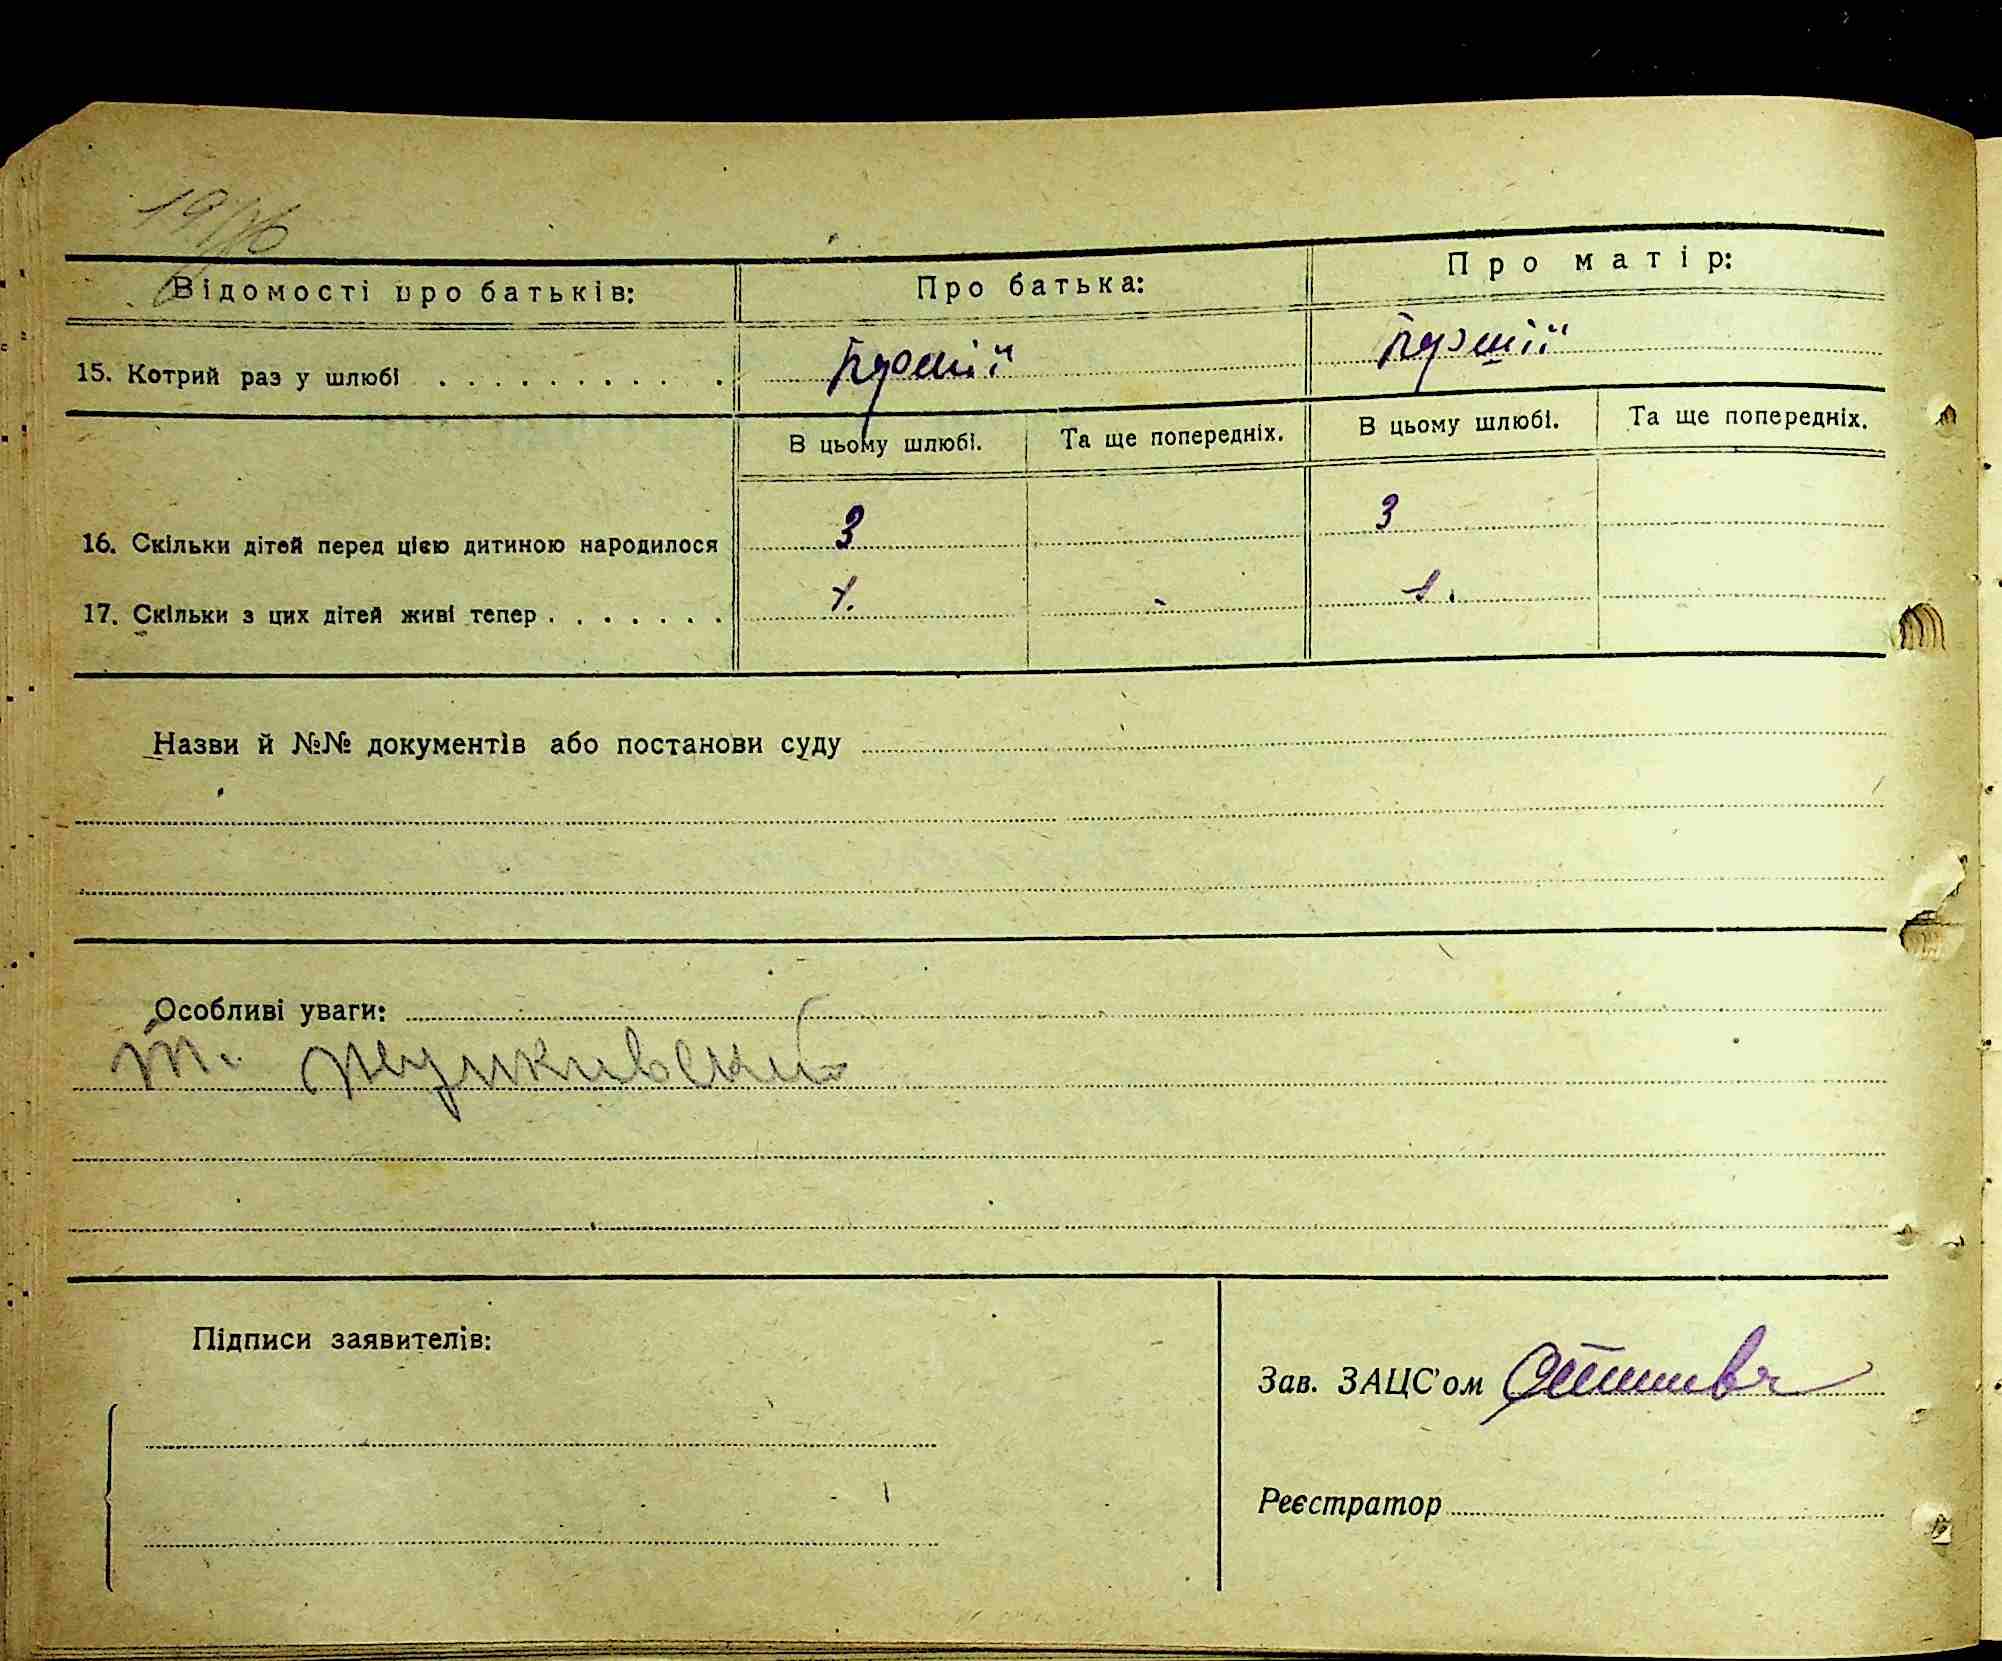 Відомості про батьків: Про батька: Про матір:
15. Котрий раз у шлюбі . . . . . . . . . . . перший перший
В цьому шлюбі. Та ще попередніх. В цьому шлюбі. Та ще попередніх.
16. Скільки дітей перед цією дитиною народилося 3 3
17. Скільки з цих дітей живі тепер . . . . . . . 1. - 1.
Назви й №№ документів або постанови суду
Особливі уваги:
Підписи заявителів:
Зав. ЗАЦС'ом
Реєстратор